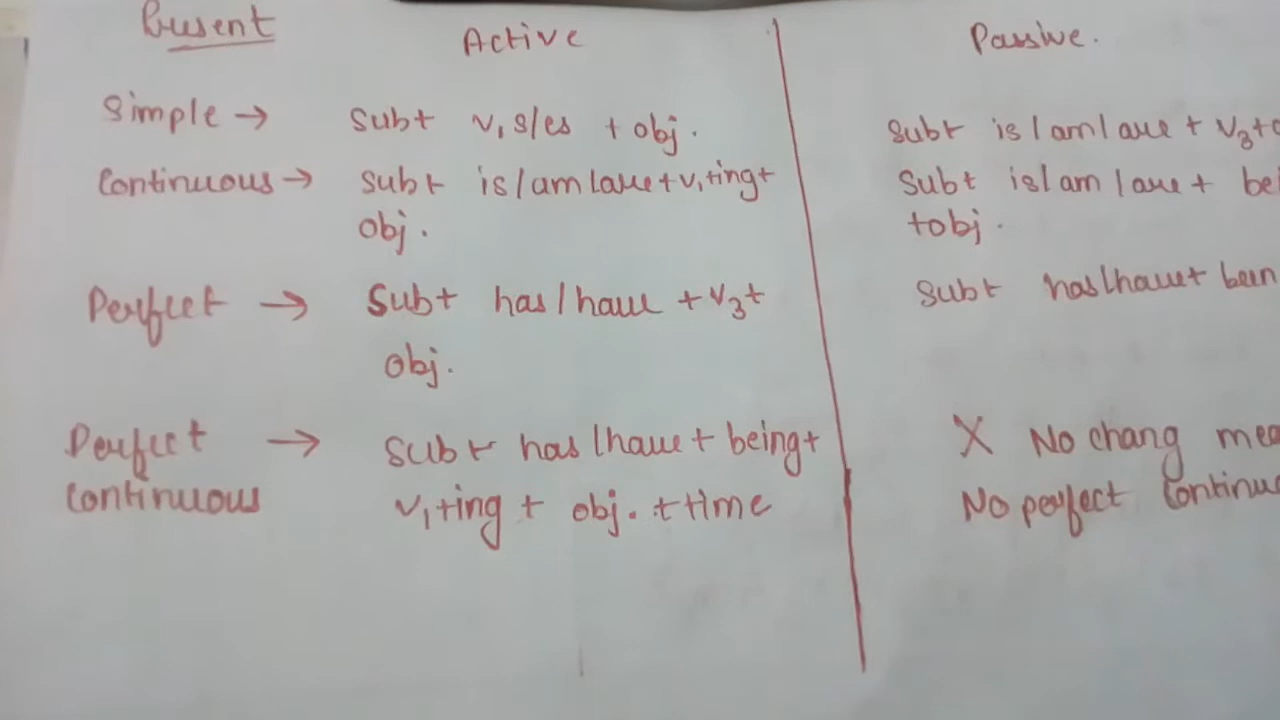 Present Active Passive.
Simple → Sub+ V1 s/es + obj. Sub+ is/am/are + V3+
Continuous → Sub+ is/am/are+V1+ing+ Sub+ is/am/are+ be
obj. +obj.
Perfect → Sub+ has/have +V3+ Sub+ has/have+ been
obj.
Perfect → Sub+ has/have+ being+ X No chang mea
Continuous V1+ing + obj. + time No perfect Continuo